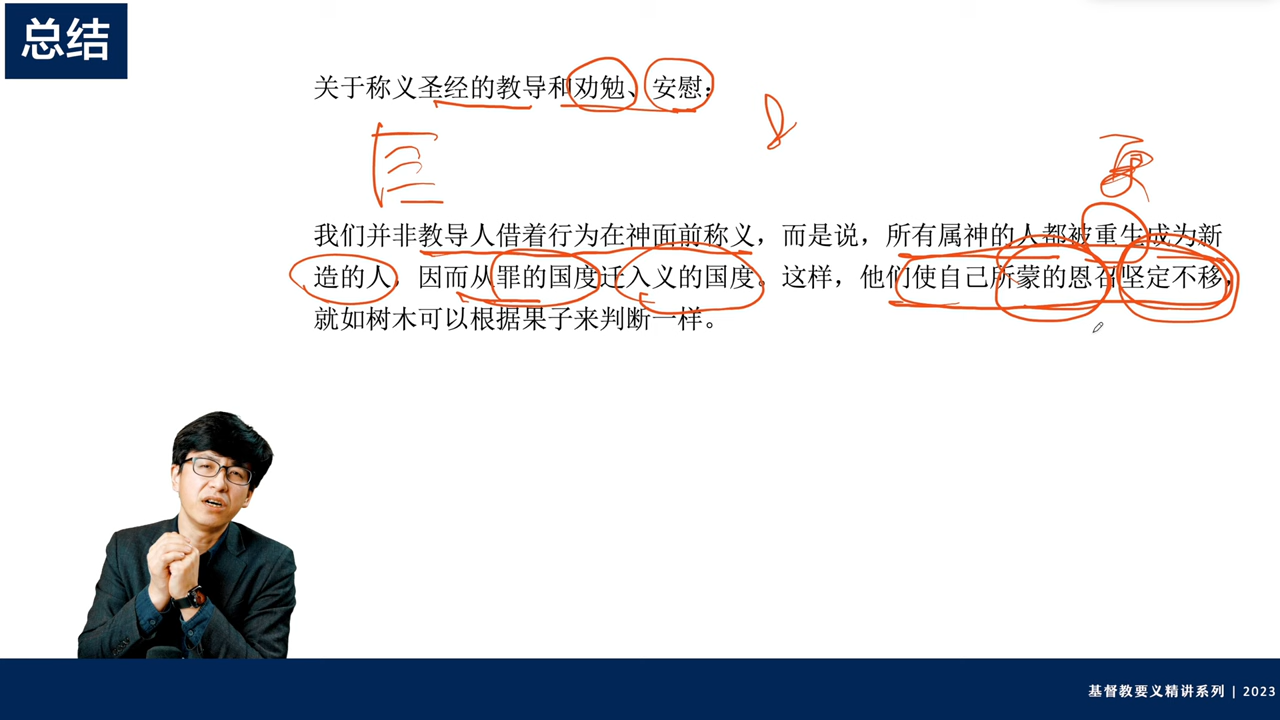 总结
关于称义圣经的教导和劝勉、安慰：
我们并非教导人借着行为在神面前称义，而是说，所有属神的人都被重生成为新
造的人，因而从罪的国度迁入义的国度。这样，他们使自己所蒙的恩召坚定不移，
就如树木可以根据果子来判断一样。
基督教要义精讲系列 | 2023